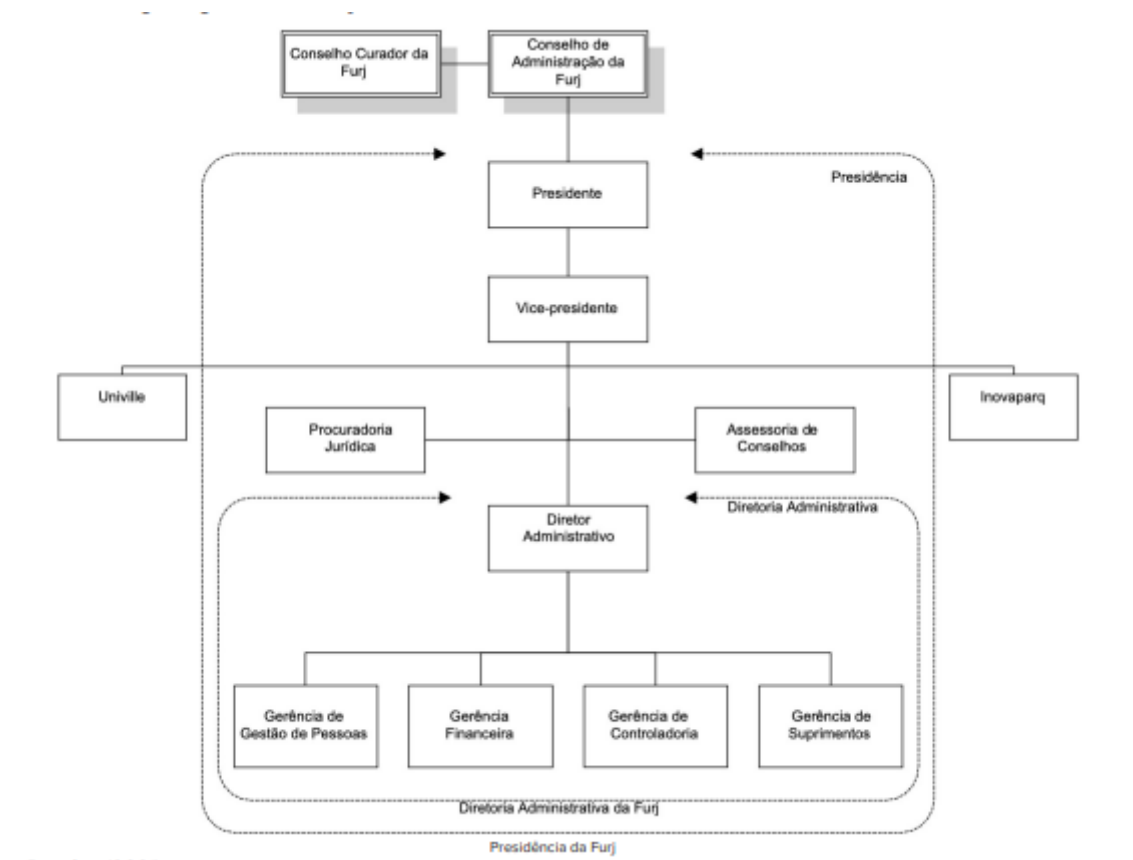 Conselho Curador da
Furj
Conselho de
Administração da
Furj
Presidência
Presidente
Vice-presidente
Univille
Inovaparq
Procuradoria
Jurídica
Assessoria de
Conselhos
Diretoria Administrativa
Diretor
Administrativo
Gerência de
Gestão de Pessoas
Gerência
Financeira
Gerência de
Controladoria
Gerência de
Suprimentos
Diretoria Administrativa da Furj
Presidência da Furj